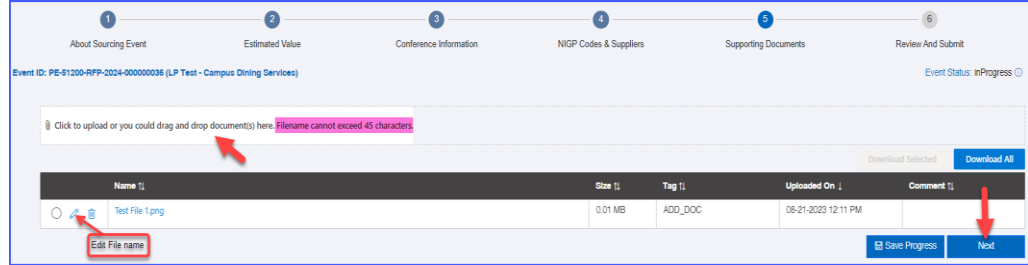 1 2 3 4 5 6
About Sourcing Event Estimated Value Conference Information NIGP Codes & Suppliers Supporting Documents Review And Submit
Event ID: PE-51200-RFP-2024-000000036 (LP Test - Campus Dining Services) Event Status: inProgress
Click to upload or you could drag and drop document(s) here. Filename cannot exceed 45 characters.
Download Selected Download All
Name Size Tag Uploaded On Comment
Test File 1.png 0.01 MB ADD_DOC 08-21-2023 12:11 PM
Edit File name Save Progress Next